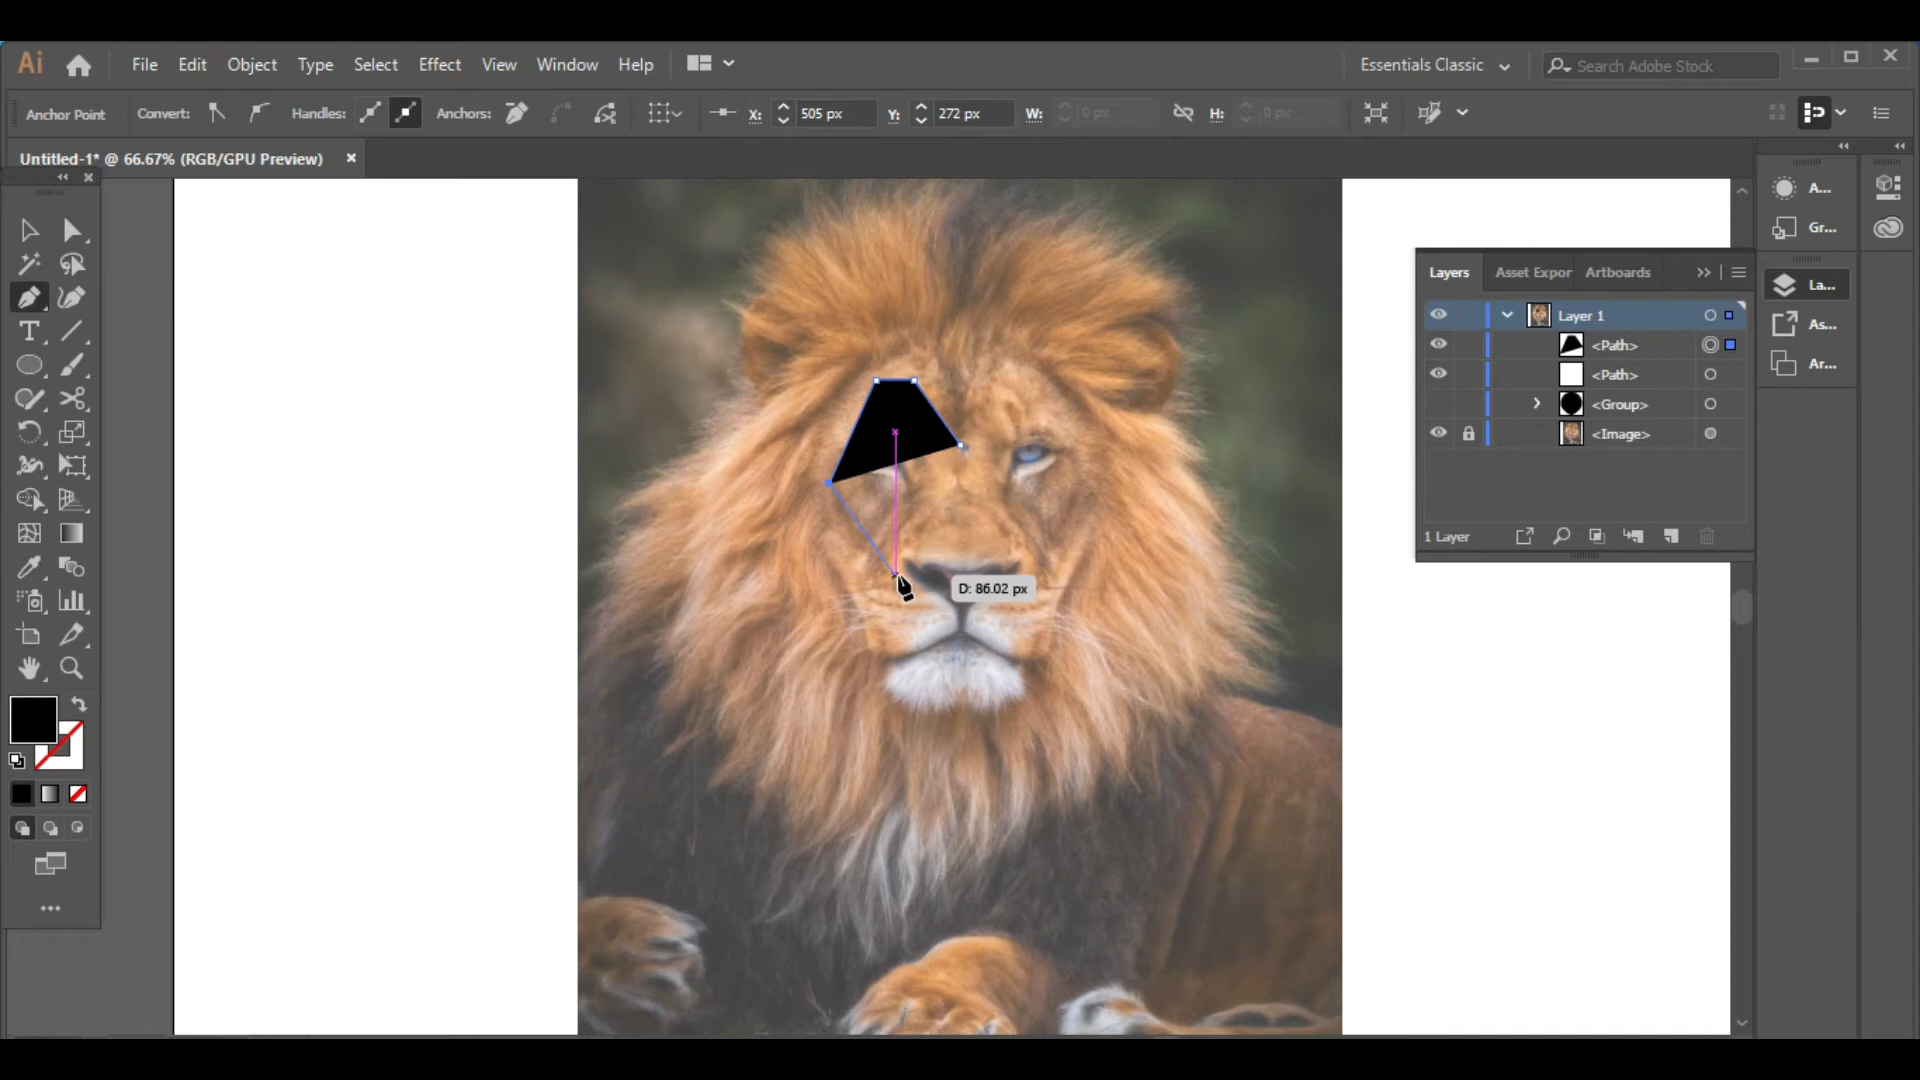 Ai File Edit Object Type Select Effect View Window Help Essentials Classic Search Adobe Stock
Anchor Point Convert: Handles: Anchors: X: 505 px Y: 272 px W: 0 px H: 0 px
Untitled-1* @ 66.67% (RGB/GPU Preview)
A...
Gr...
Layers Asset Expor Artboards
La...
Layer 1
As...
<Path>
Ar...
<Path>
<Group>
<Image>
1 Layer
D: 86.02 px